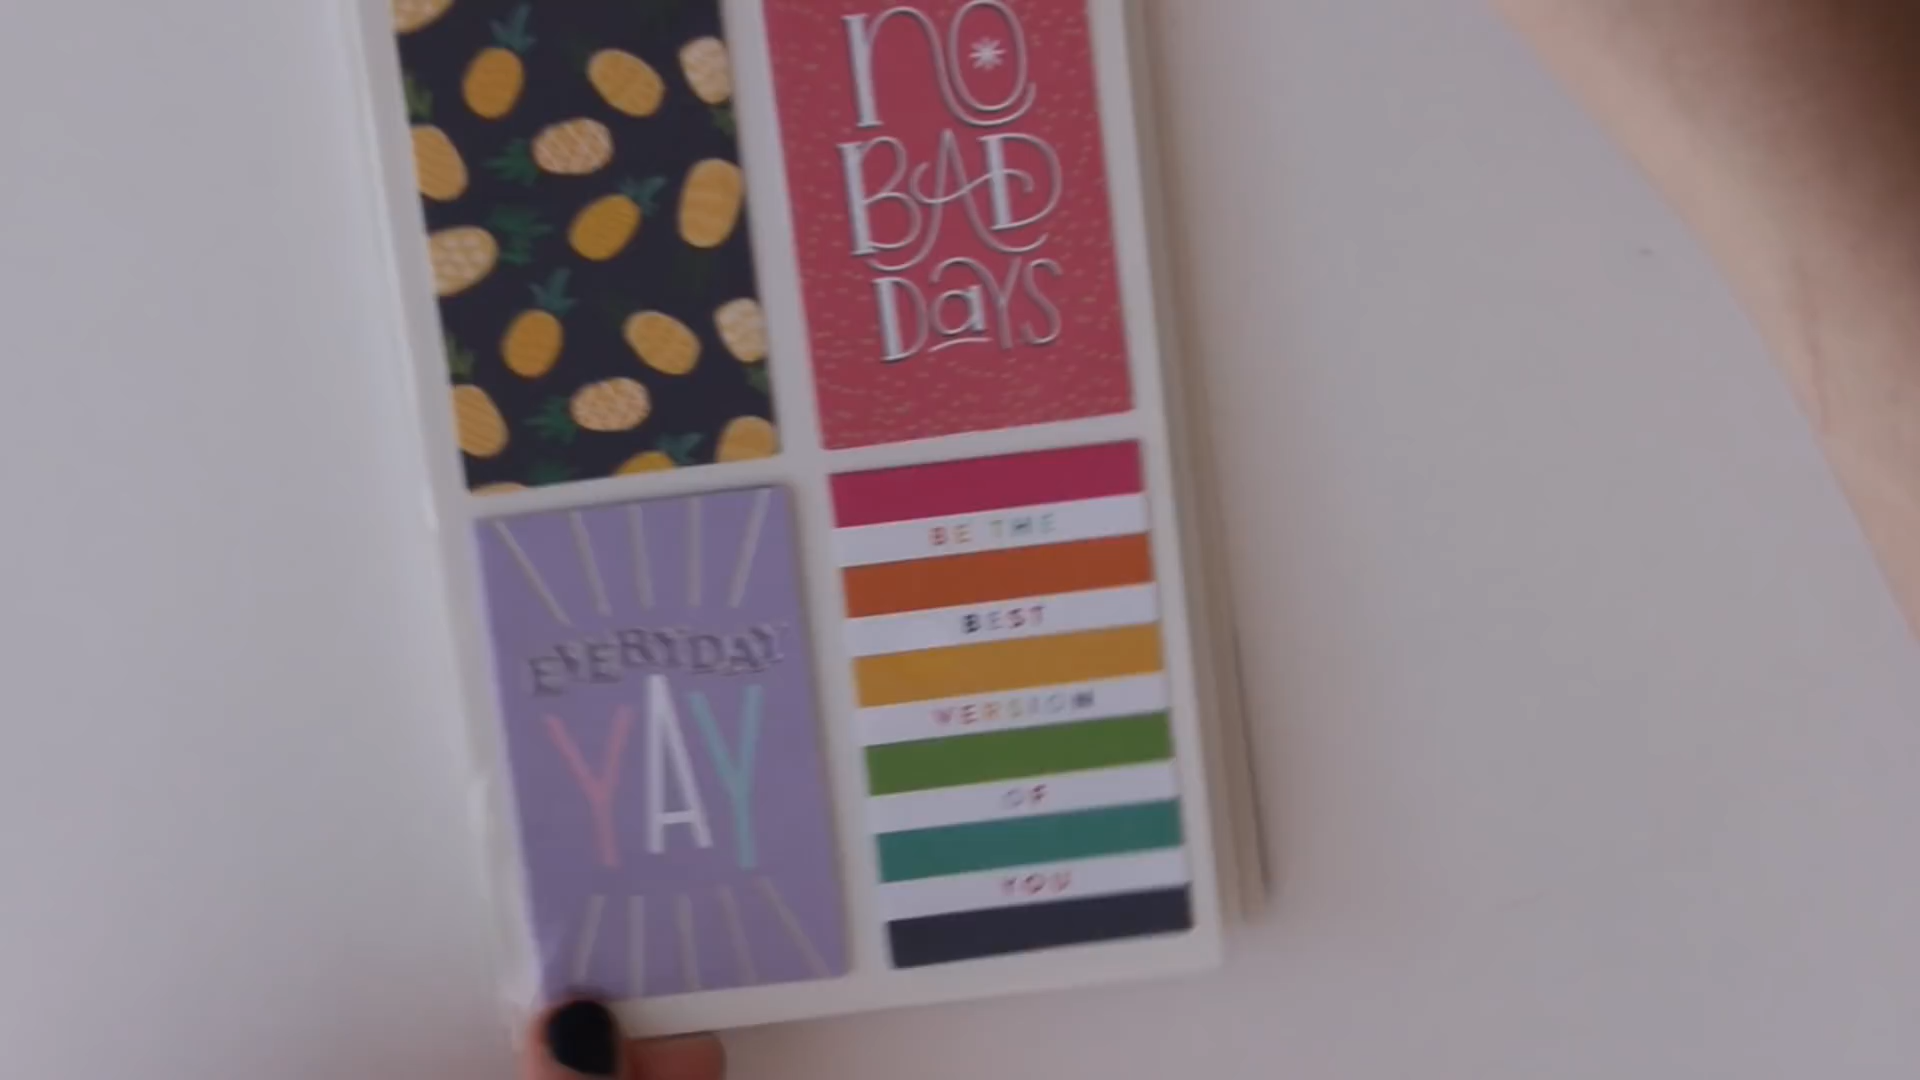 no
BAD
DaYS
EVERYDAY
YAY
BE THE
BEST
VERSION
OF
YOU